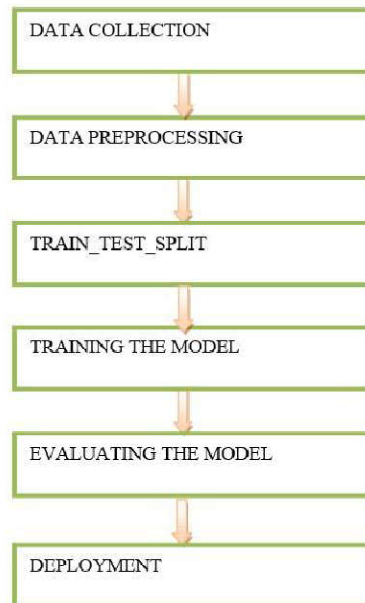 DATA COLLECTION
DATA PREPROCESSING
TRAIN_TEST_SPLIT
TRAINING THE MODEL
EVALUATING THE MODEL
DEPLOYMENT